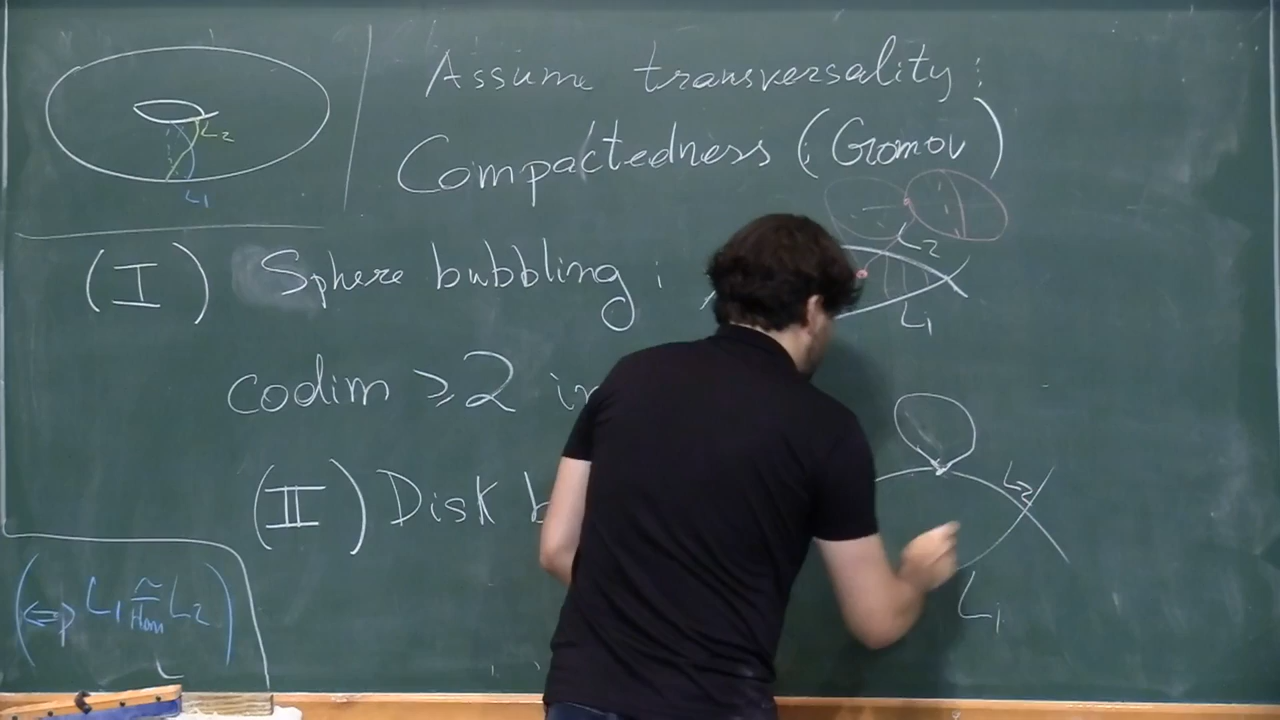 Assume transversality:
Compactedness (Gromov)
L₂
L₁
(I) Sphere bubbling:
L₂
L₁
codim ≥2 in
(II) Disk b
L₂
L₁
(⇔ L₁ ≅ Ham L₂)